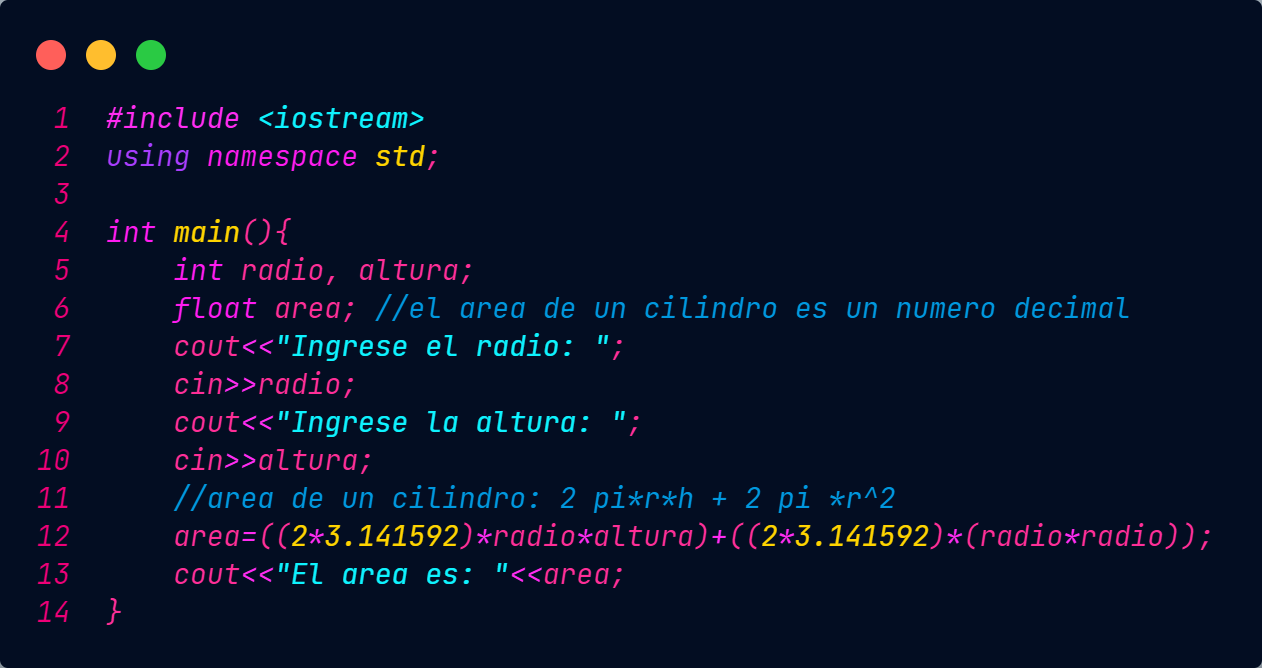 1 #include <iostream>
2 using namespace std;
3
4 int main(){
5     int radio, altura;
6     float area; //el area de un cilindro es un numero decimal
7     cout<<"Ingrese el radio: ";
8     cin>>radio;
9     cout<<"Ingrese la altura: ";
10     cin>>altura;
11     //area de un cilindro: 2 pi*r*h + 2 pi *r^2
12     area=((2*3.141592)*radio*altura)+((2*3.141592)*(radio*radio));
13     cout<<"El area es: "<<area;
14 }